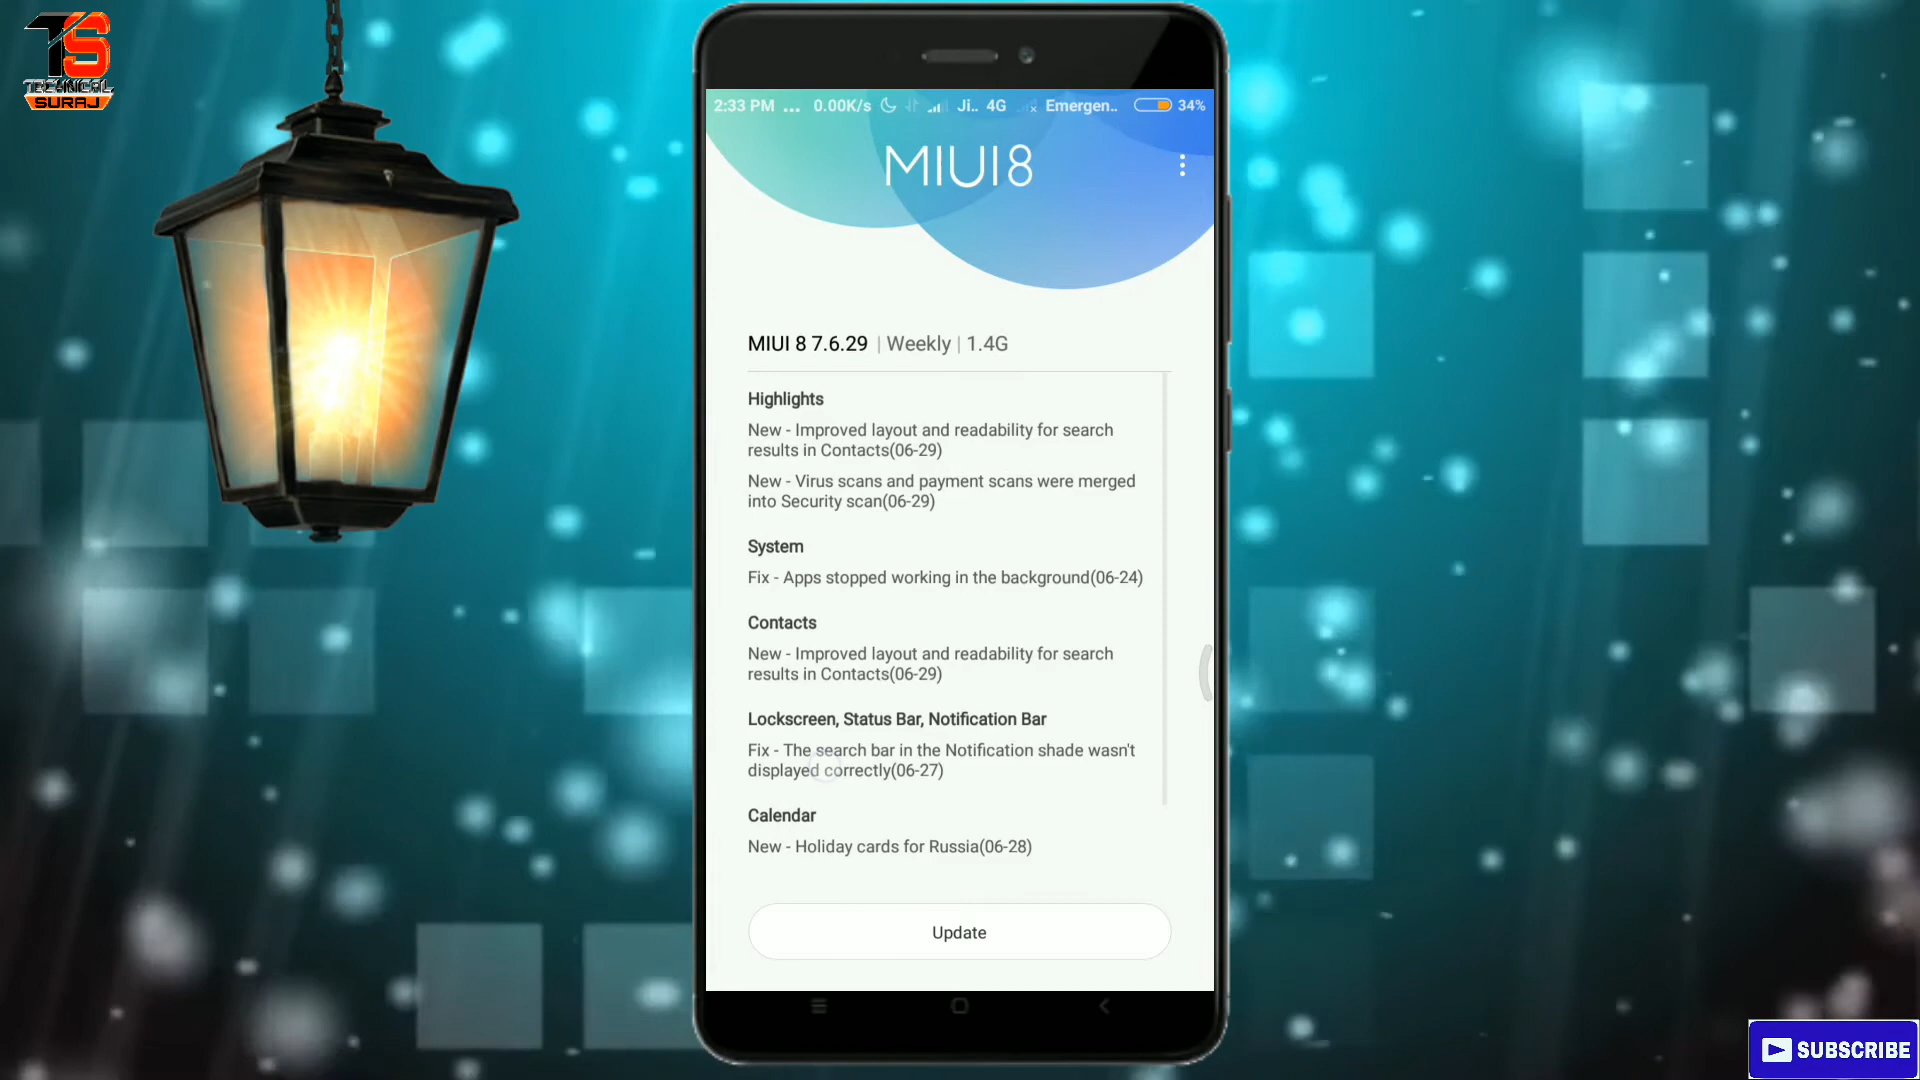 TS
TECHNICAL
SURAJ
2:33 PM ... 0.00K/s Ji.. 4G Emergen.. 34%
MIUI 8
MIUI 8 7.6.29 | Weekly | 1.4G
Highlights
New - Improved layout and readability for search
results in Contacts(06-29)
New - Virus scans and payment scans were merged
into Security scan(06-29)
System
Fix - Apps stopped working in the background(06-24)
Contacts
New - Improved layout and readability for search
results in Contacts(06-29)
Lockscreen, Status Bar, Notification Bar
Fix - The search bar in the Notification shade wasn't
displayed correctly(06-27)
Calendar
New - Holiday cards for Russia(06-28)
Update
SUBSCRIBE